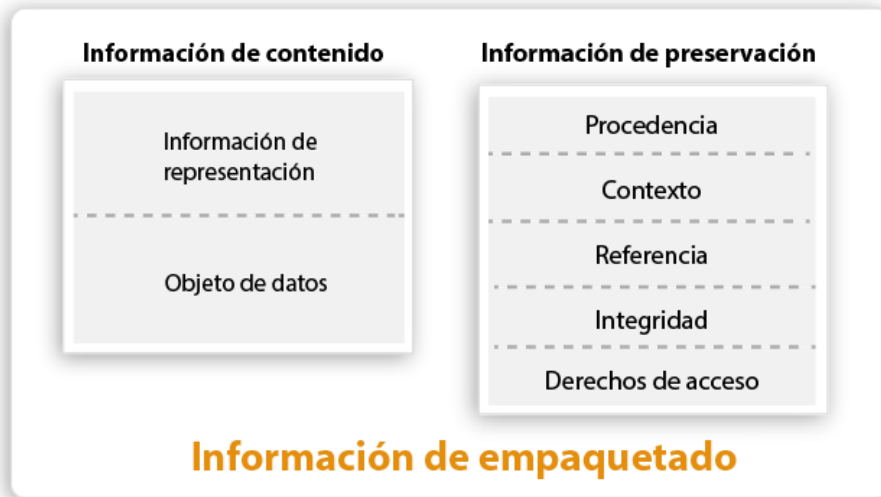 Información de contenido
Información de
representación
Objeto de datos
Información de preservación
Procedencia
Contexto
Referencia
Integridad
Derechos de acceso
Información de empaquetado